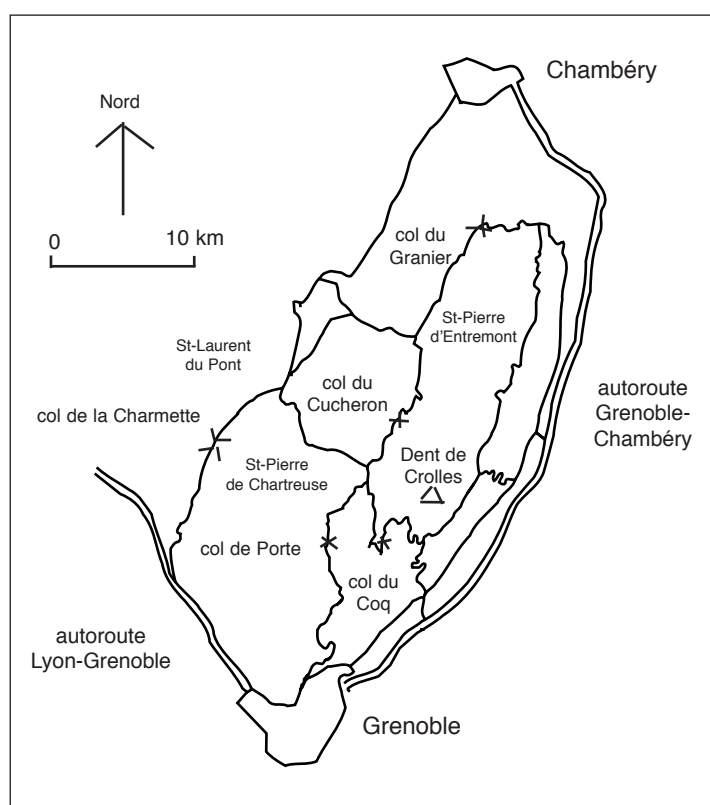 Chambéry
Nord
0 10 km
col du
Granier
St-Pierre
d'Entremont
St-Laurent
du Pont
col du
Cucheron
autoroute
Grenoble-
Chambéry
col de la Charmette
Dent de
Crolles
St-Pierre
de Chartreuse
col de Porte
col du
Coq
autoroute
Lyon-Grenoble
Grenoble